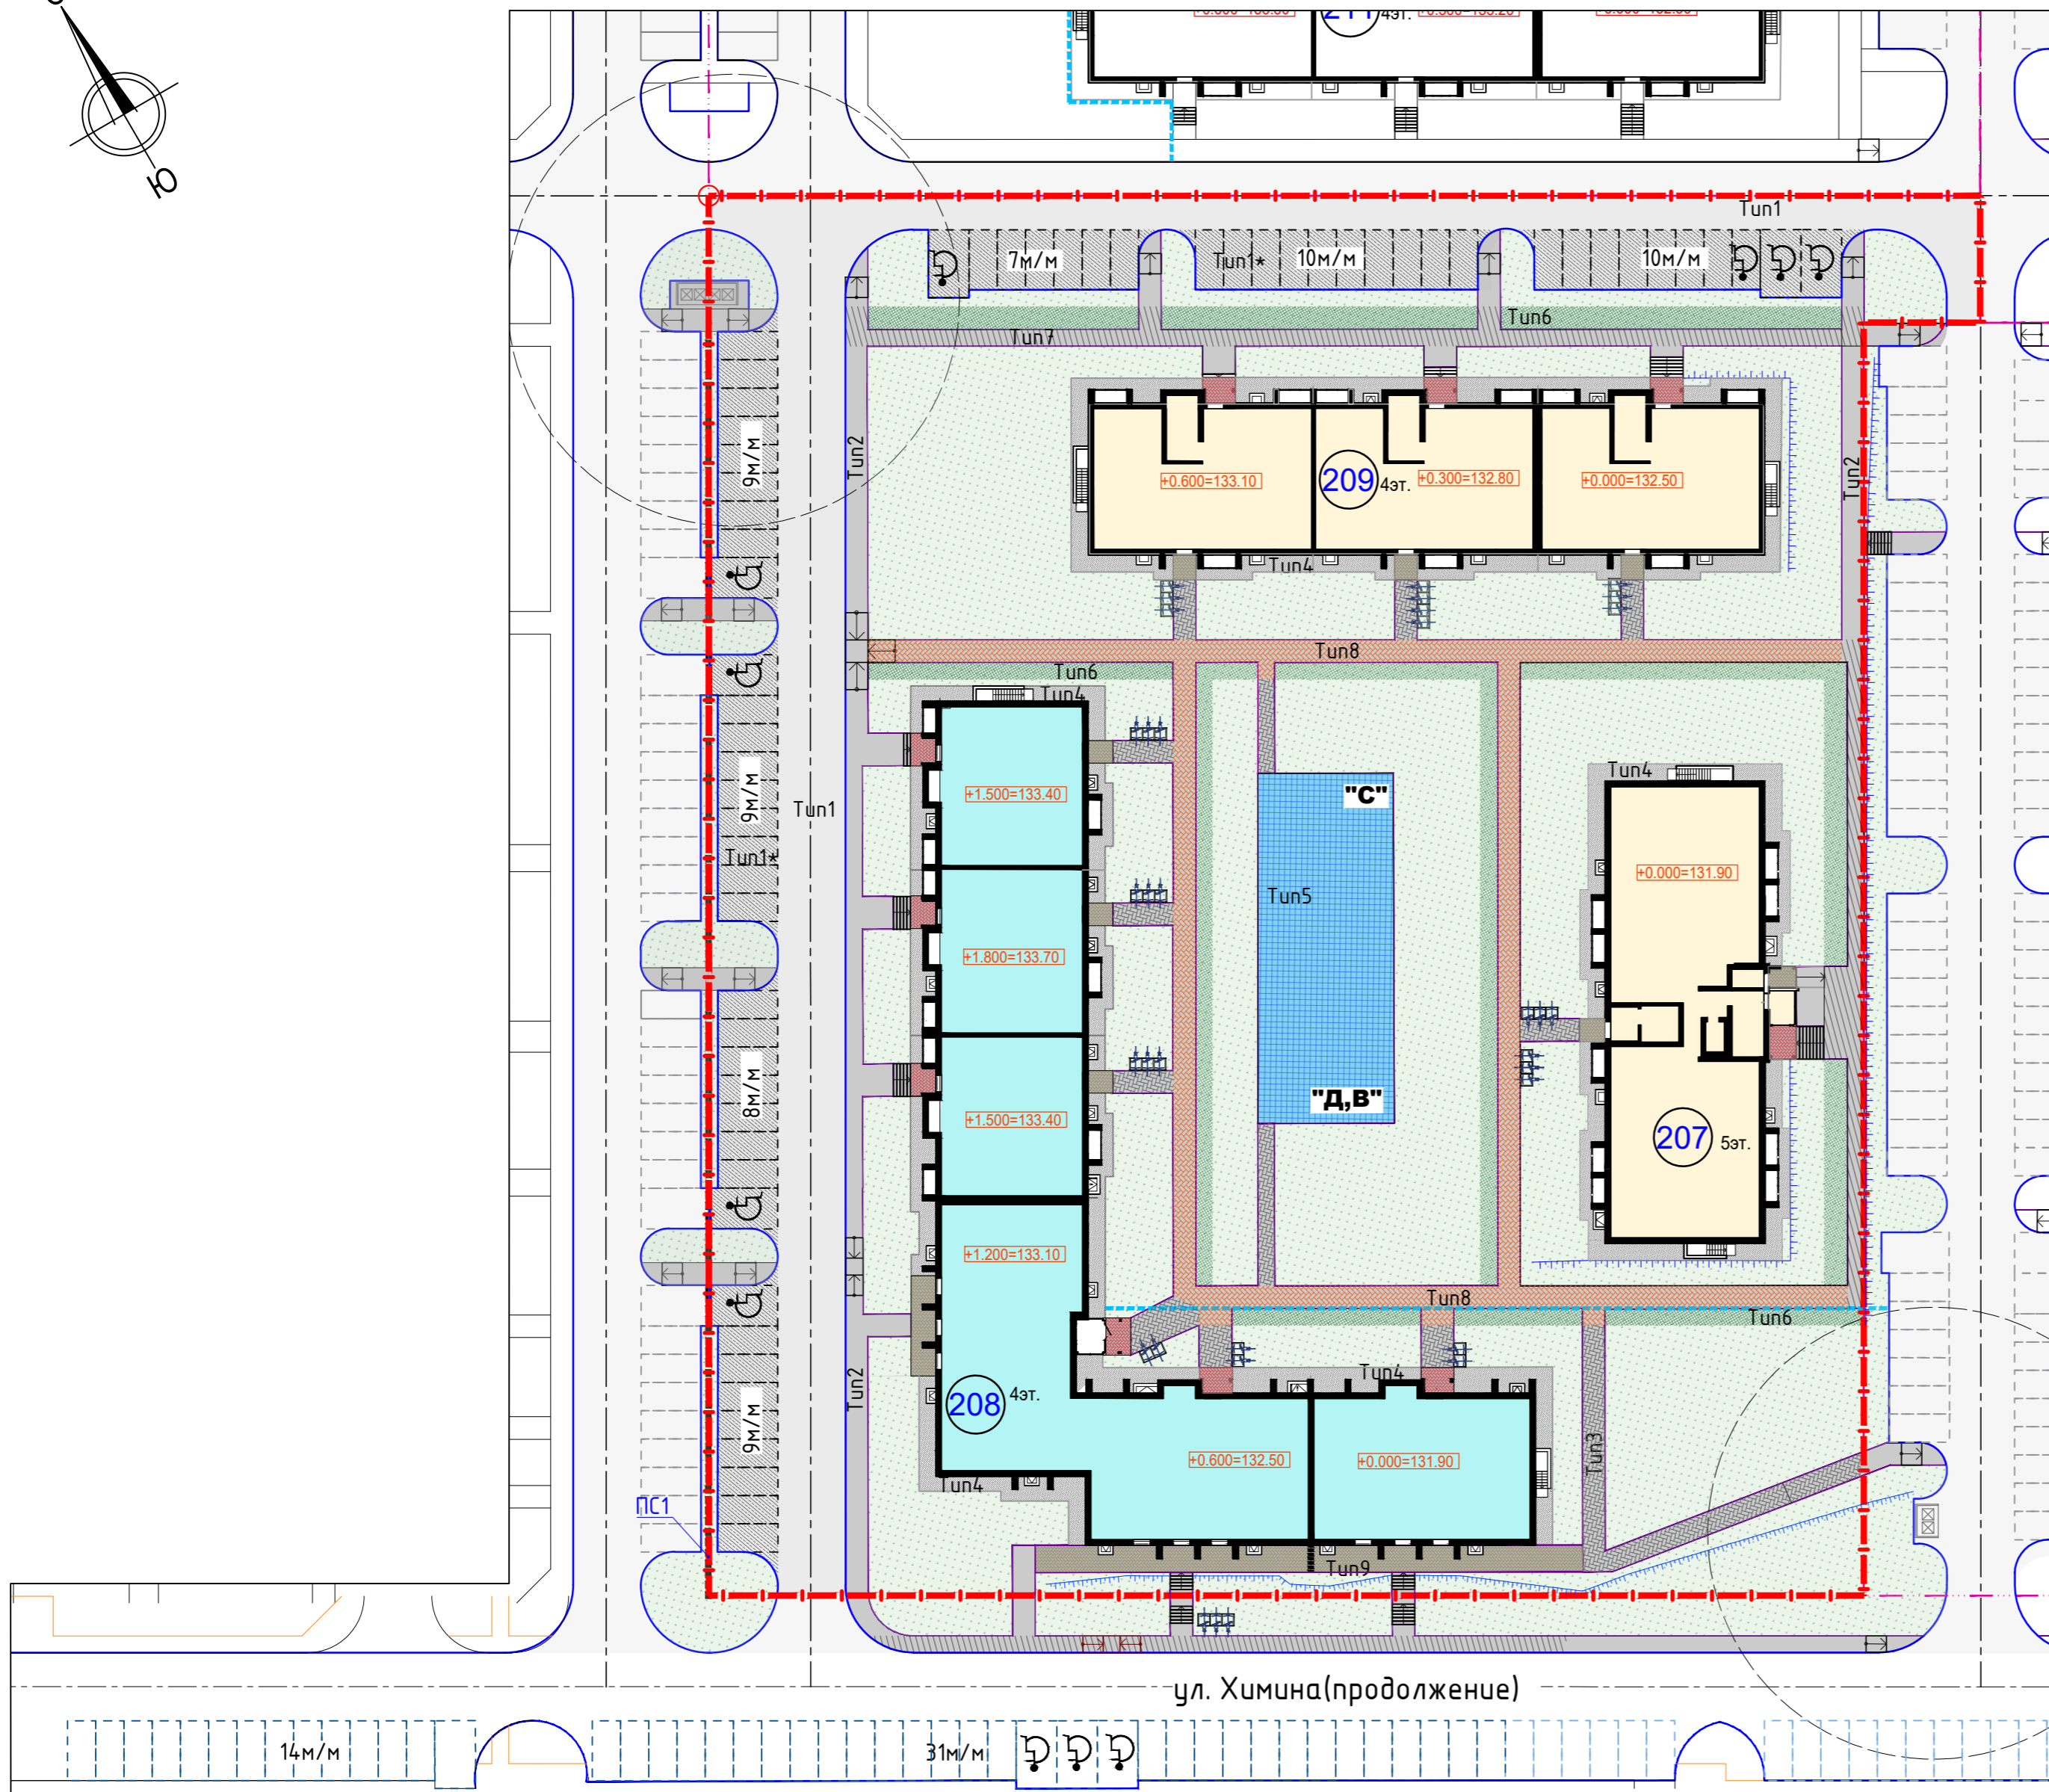 Ю
211
4эт.
Тип1
7м/м
Тип1*
10м/м
10м/м
Тип6
Тип7
9м/м
Тип2
+0.600=133.10
209
4эт.
+0.300=132.80
+0.000=132.50
Тип2
Тип4
Тип8
Тип6
Тип4
"С"
Тип4
9м/м
+1.500=133.40
Тип1
Тип1*
Тип5
+0.000=131.90
+1.800=133.70
8м/м
"Д,В"
+1.500=133.40
207
5эт.
+1.200=133.10
Тип8
Тип6
Тип2
Тип4
208
4эт.
9м/м
+0.600=132.50
+0.000=131.90
Тип3
Тип4
ПС1
Тип9
ул. Химина(продолжение)
14м/м
31м/м